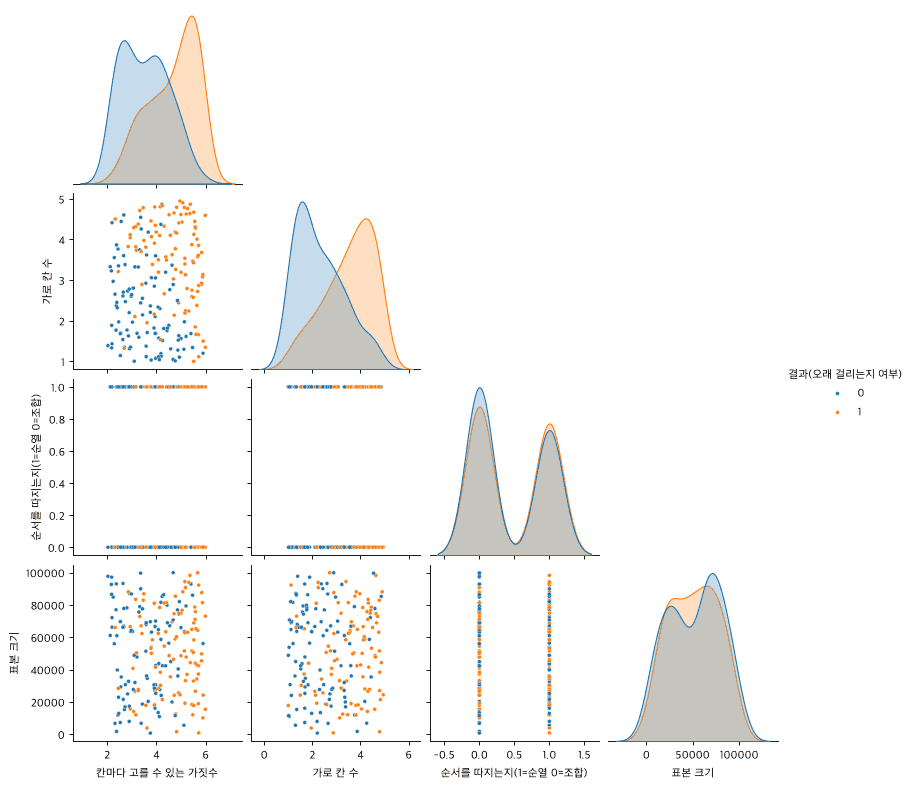 5
4
3
2
1
가로 칸 수
1.0
0.8
0.6
0.4
0.2
0.0
순서를 따지는지(1=순열 0=조합)
결과(오래 걸리는지 여부)
0
1
100000
80000
60000
40000
20000
0
표본 크기
2 4 6
칸마다 고를 수 있는 가짓수
0 2 4 6
가로 칸 수
-0.5 0.0 0.5 1.0 1.5
순서를 따지는지(1=순열 0=조합)
0 50000 100000
표본 크기